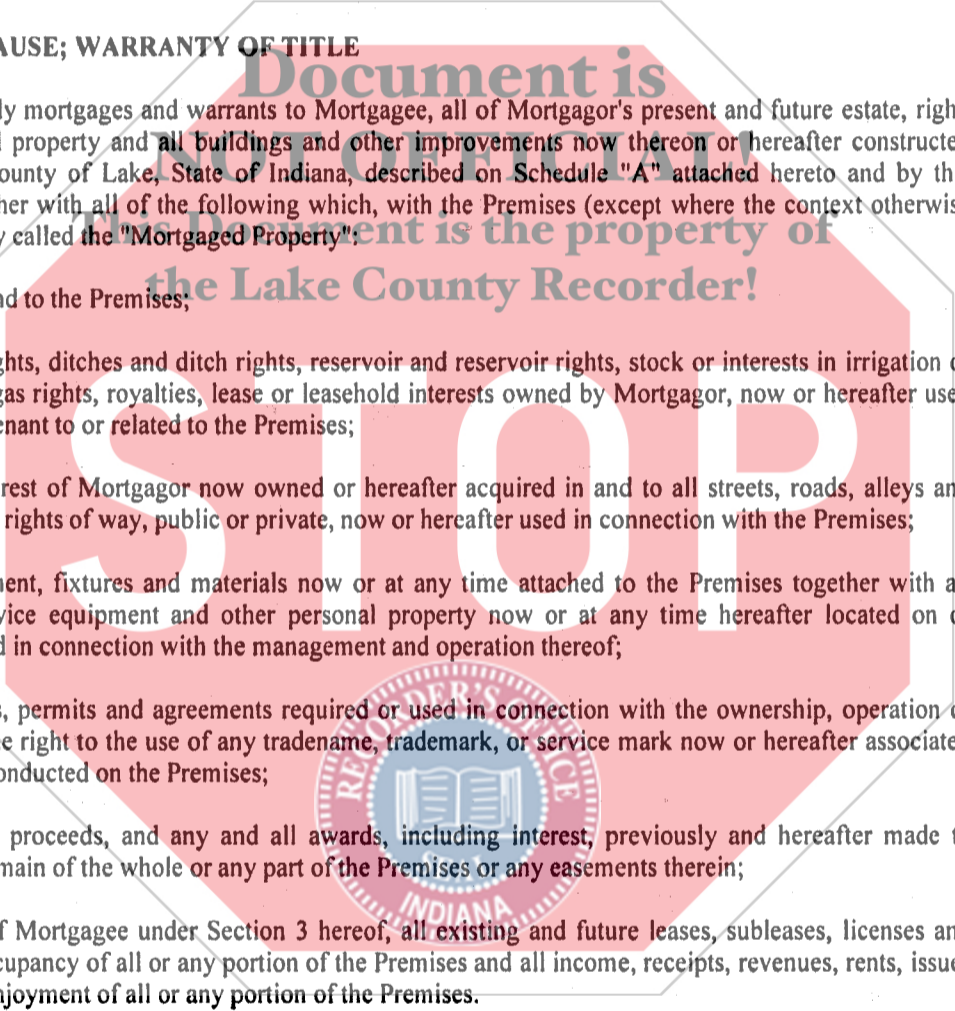 AUSE; WARRANTY OF TITLE
Document is
y mortgages and warrants to Mortgagee, all of Mortgagor's present and future estate, righ
property and all buildings and other improvements now thereon or hereafter constructe
NOT OFFICIAL!
ounty of Lake, State of Indiana, described on Schedule "A" attached hereto and by th
her with all of the following which, with the Premises (except where the context otherwis
called the "Mortgaged Property":
This Document is the property of
the Lake County Recorder!
nd to the Premises;
ghts, ditches and ditch rights, reservoir and reservoir rights, stock or interests in irrigation
gas rights, royalties, lease or leasehold interests owned by Mortgagor, now or hereafter use
enant to or related to the Premises;
STOP
rest of Mortgagor now owned or hereafter acquired in and to all streets, roads, alleys an
rights of way, public or private, now or hereafter used in connection with the Premises;
ment, fixtures and materials now or at any time attached to the Premises together with a
vice equipment and other personal property now or at any time hereafter located on
d in connection with the management and operation thereof;
, permits and agreements required or used in connection with the ownership, operation
e right to the use of any tradename, trademark, or service mark now or hereafter associate
onducted on the Premises;
RECORDER'S OFFICE
SEAL
INDIANA
proceeds, and any and all awards, including interest, previously and hereafter made t
main of the whole or any part of the Premises or any easements therein;
f Mortgagee under Section 3 hereof, all existing and future leases, subleases, licenses an
cupancy of all or any portion of the Premises and all income, receipts, revenues, rents, issue
njoyment of all or any portion of the Premises.